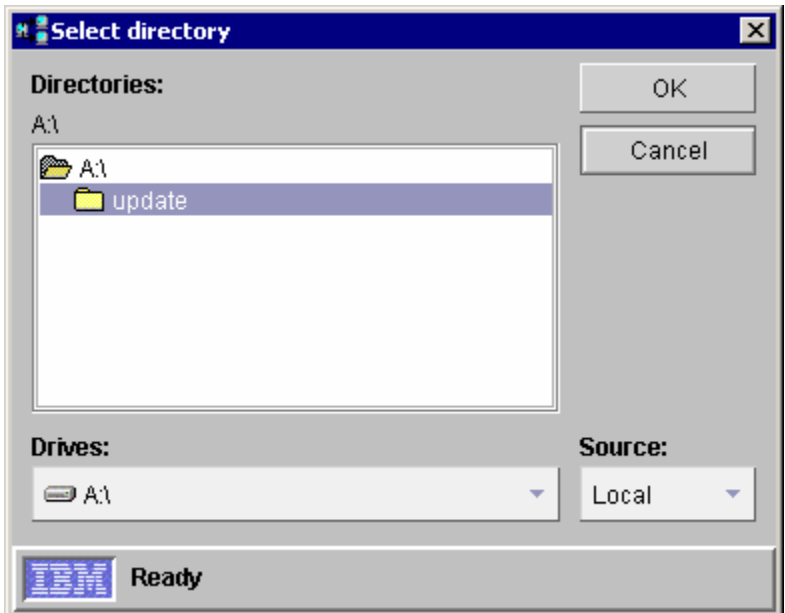 Select directory
Directories:
OK
A:\
Cancel
A:\
update
Drives:
Source:
A:\
Local
IBM
Ready